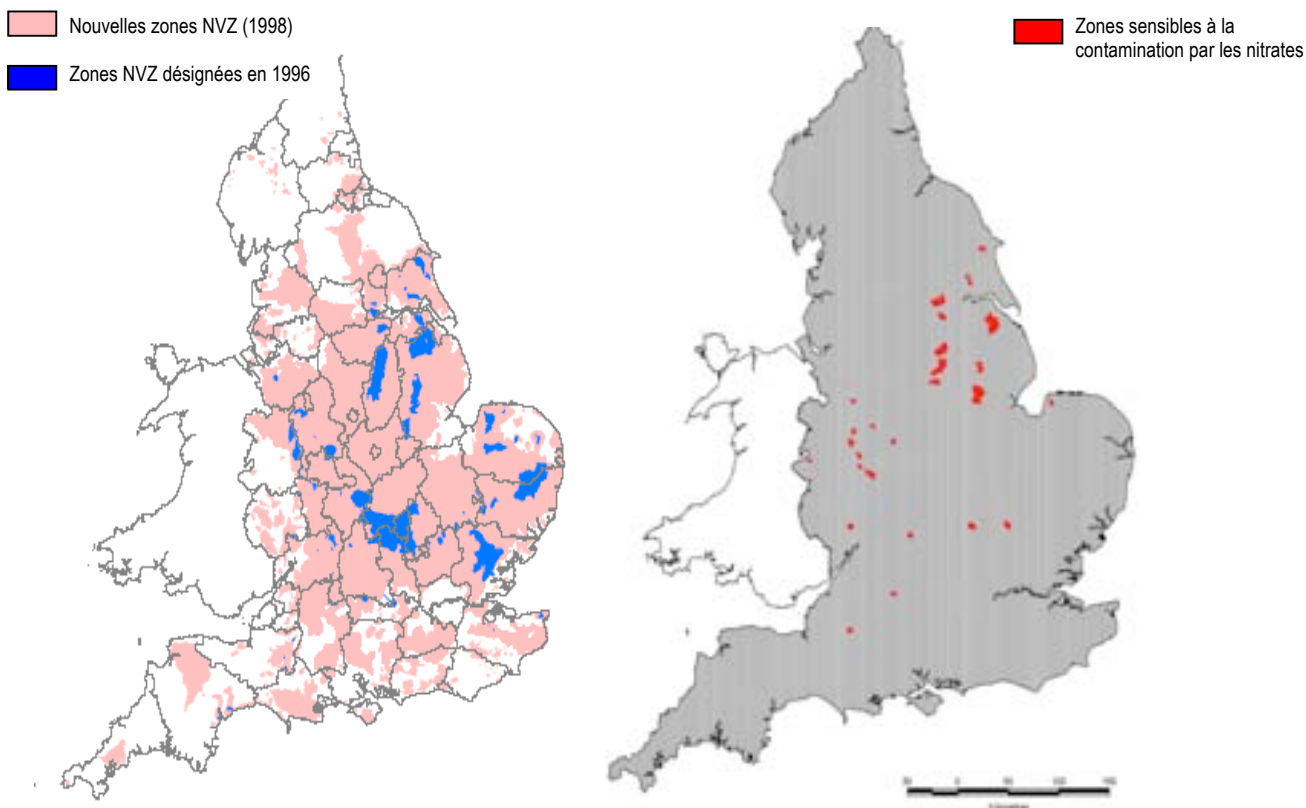 Nouvelles zones NVZ (1998)
Zones NVZ désignées en 1996
Zones sensibles à la
contamination par les nitrates